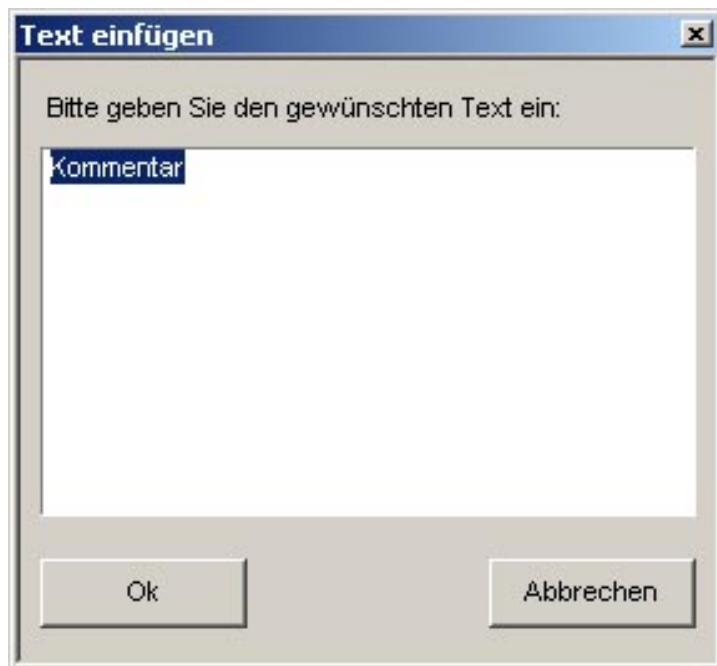 Text einfügen
Bitte geben Sie den gewünschten Text ein:
Kommentar
Ok
Abbrechen